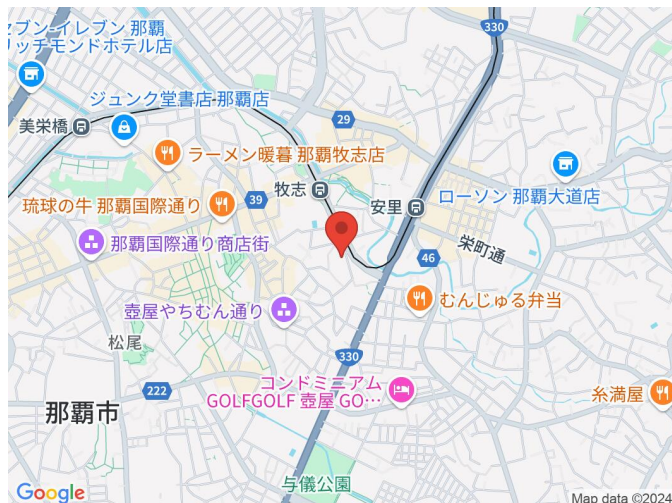 セブン-イレブン 那覇
リッチモンドホテル店
330
ジュンク堂書店 那覇店
美栄橋
29
ラーメン暖暮 那覇牧志店
牧志
ローソン 那覇大道店
琉球の牛 那覇国際通り
39
安里
那覇国際通り商店街
栄町通
46
むんじゅる弁当
壺屋やちむん通り
松尾
330
コンドミニアム
GOLFGOLF 壺屋 GO…
222
糸満屋
那覇市
与儀公園
Google
Map data ©2024